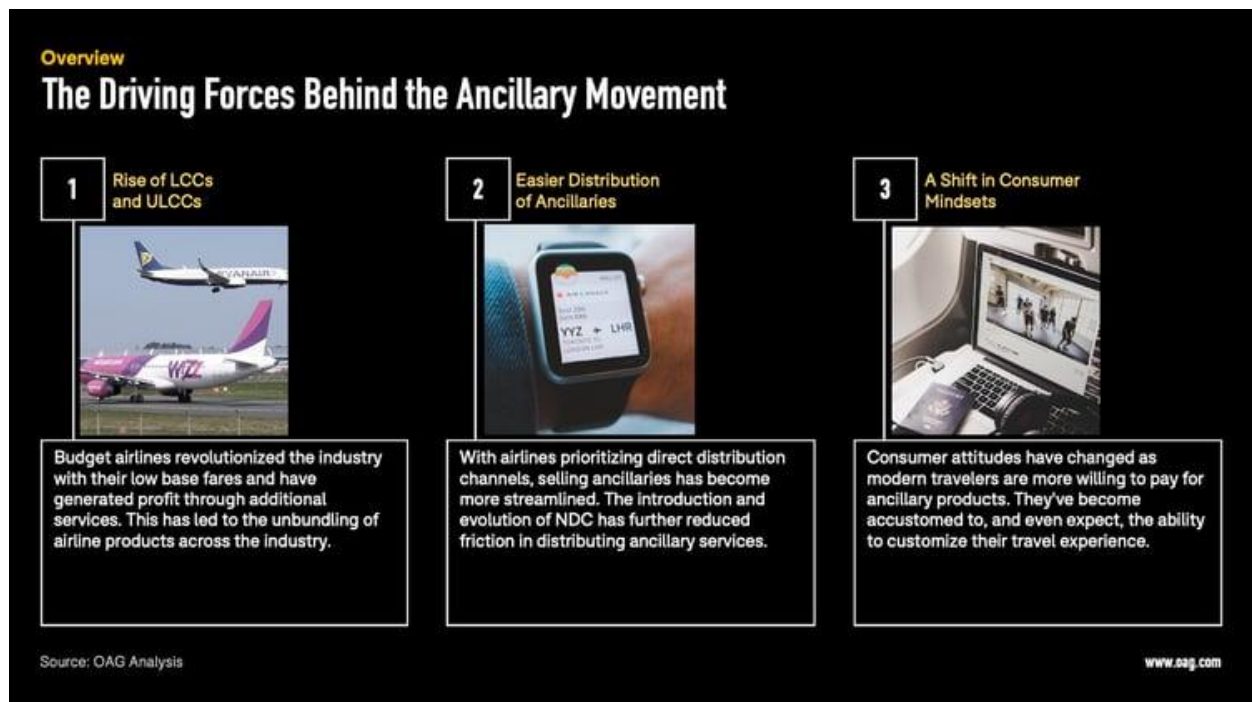 Overview
The Driving Forces Behind the Ancillary Movement
1
Rise of LCCs
and ULCCs
RYANAIR
WIZZ
Budget airlines revolutionized the industry
with their low base fares and have
generated profit through additional
services. This has led to the unbundling of
airline products across the industry.
2
Easier Distribution
of Ancillaries
YYZ LHR
With airlines prioritizing direct distribution
channels, selling ancillaries has become
more streamlined. The introduction and
evolution of NDC has further reduced
friction in distributing ancillary services.
3
A Shift in Consumer
Mindsets
Consumer attitudes have changed as
modern travelers are more willing to pay for
ancillary products. They've become
accustomed to, and even expect, the ability
to customize their travel experience.
Source: OAG Analysis
www.oag.com